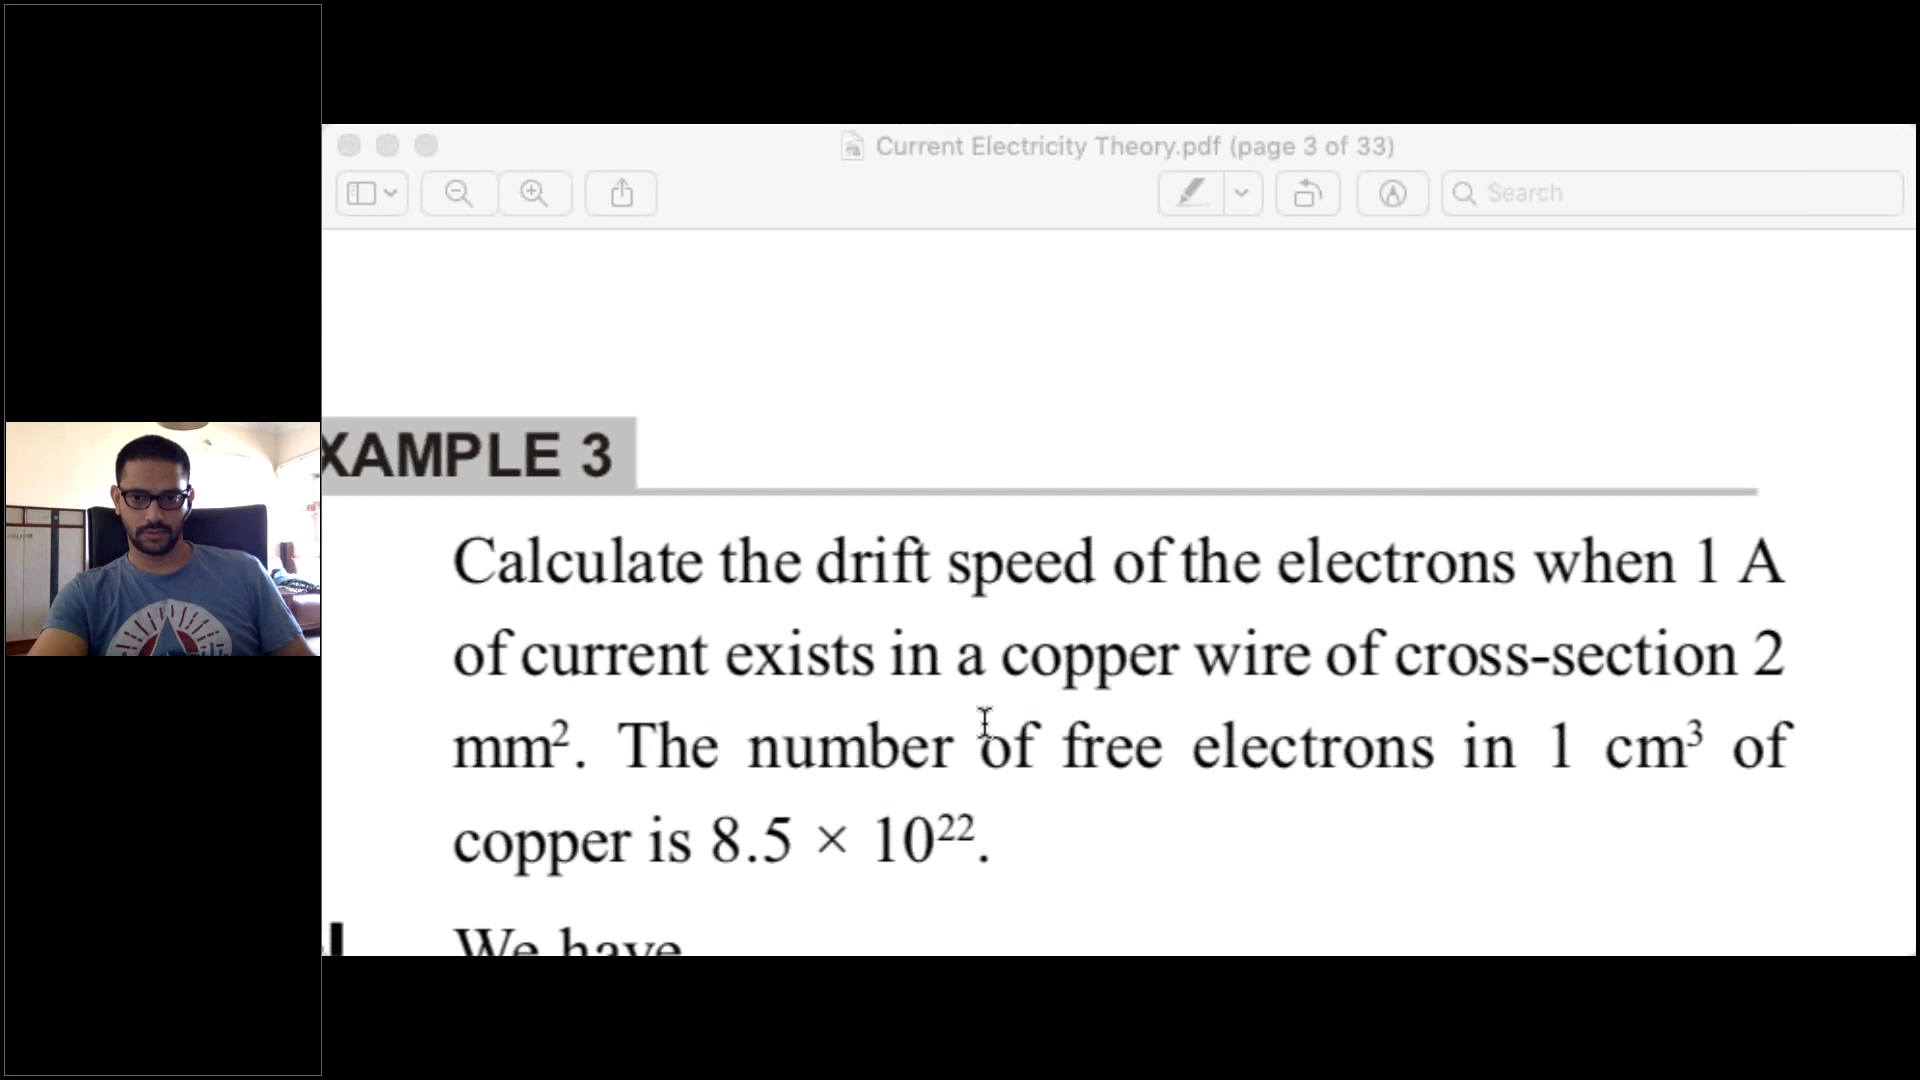 Current Electricity Theory.pdf (page 3 of 33)
Search
XAMPLE 3
Calculate the drift speed of the electrons when 1 A
of current exists in a copper wire of cross-section 2
mm². The number of free electrons in 1 cm³ of
copper is 8.5 × 10²².
We have